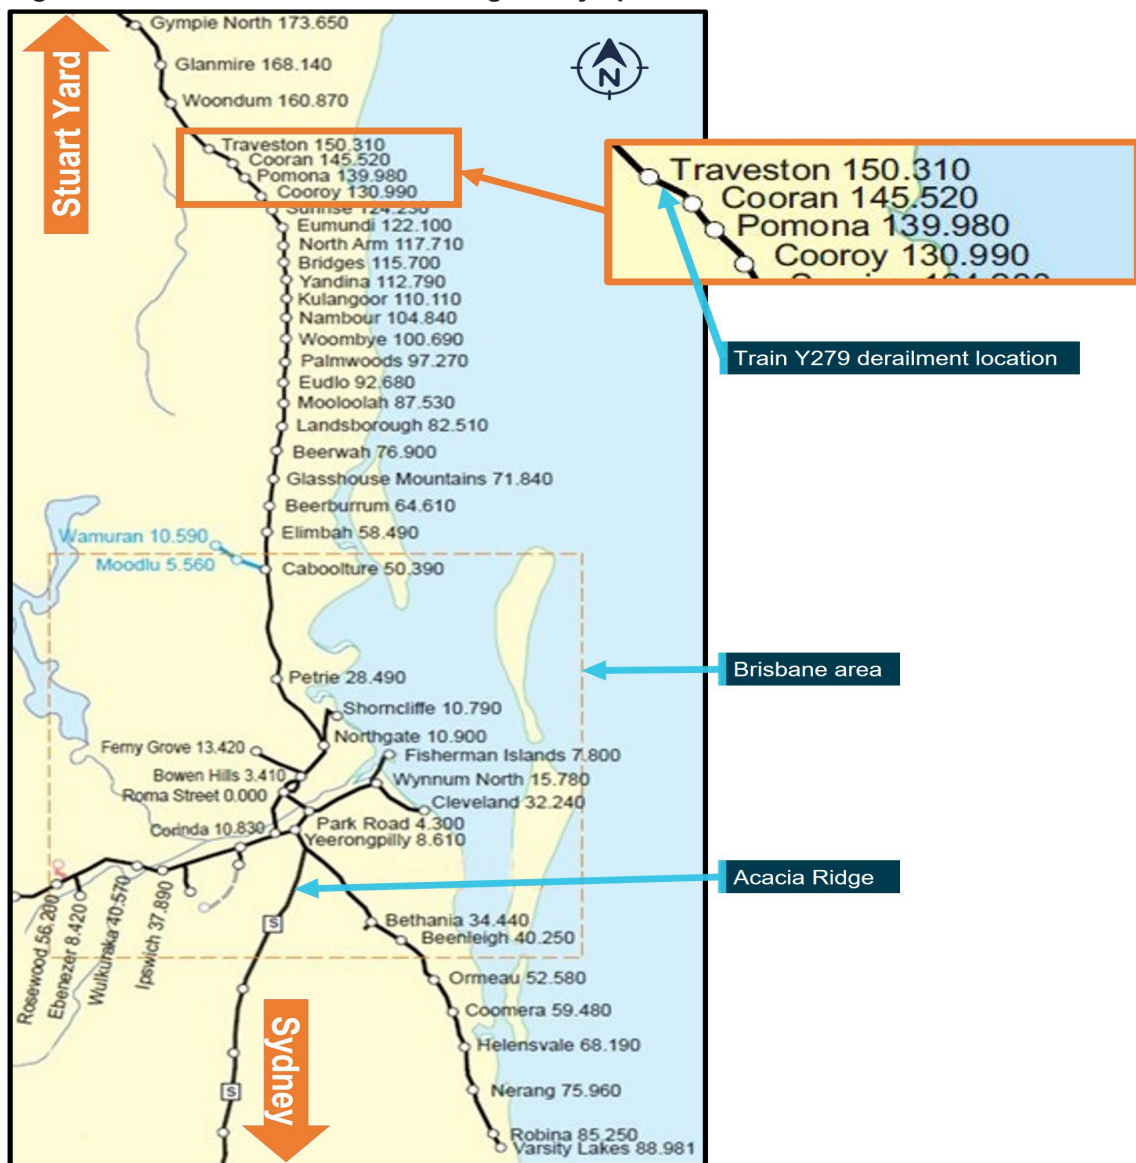 Stuart Yard
Gympie North 173.650
Glanmire 168.140
Woondum 160.870
Traveston 150.310
Cooran 145.520
Pomona 139.980
Cooroy 130.990
Sunrise 124.230
Eumundi 122.100
North Arm 117.710
Bridges 115.700
Yandina 112.790
Kulangoor 110.110
Nambour 104.840
Woombye 100.690
Palmwoods 97.270
Eudlo 92.680
Mooloolah 87.530
Landsborough 82.510
Beerwah 76.900
Glasshouse Mountains 71.840
Beerburrum 64.610
Elimbah 58.490
Wamuran 10.590
Moodlu 5.560
Caboolture 50.390
Petrie 28.490
Shorncliffe 10.790
Northgate 10.900
Ferny Grove 13.420
Fisherman Islands 7.800
Bowen Hills 3.410
Wynnum North 15.780
Roma Street 0.000
Cleveland 32.240
Park Road 4.300
Corinda 10.830
Yeerongpilly 8.610
Rosewood 56.200
Ebenezer 8.420
Wulkuraka 40.570
Ipswich 37.890
S
Bethania 34.440
Beenleigh 40.250
Ormeau 52.580
Coomera 59.480
Helensvale 68.190
S
Nerang 75.960
Robina 85.250
Varsity Lakes 88.981
Sydney
N
Traveston 150.310
Cooran 145.520
Pomona 139.980
Cooroy 130.990
Train Y279 derailment location
Brisbane area
Acacia Ridge